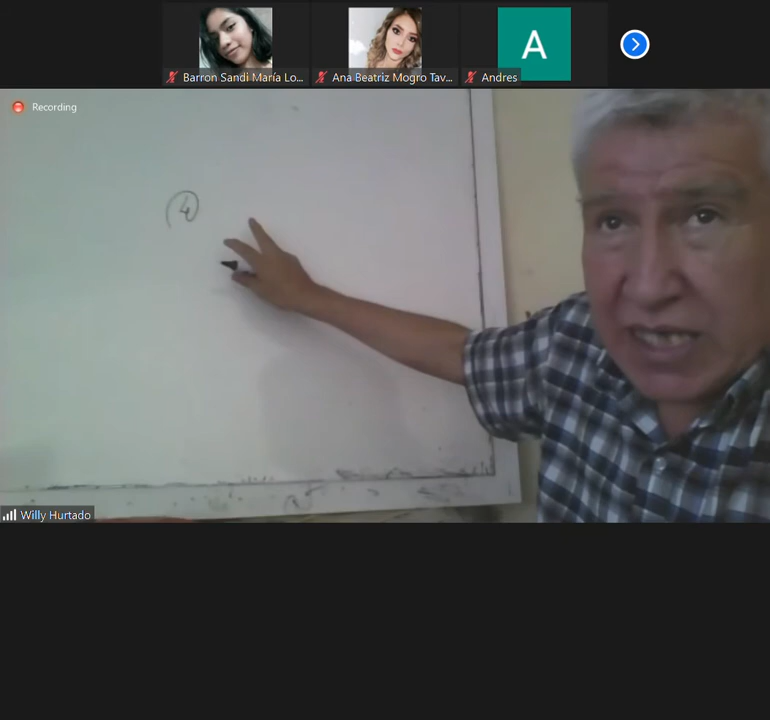 Barron Sandi María Lo...
Ana Beatriz Mogro Tav...
A
Andres
Recording
4
Willy Hurtado